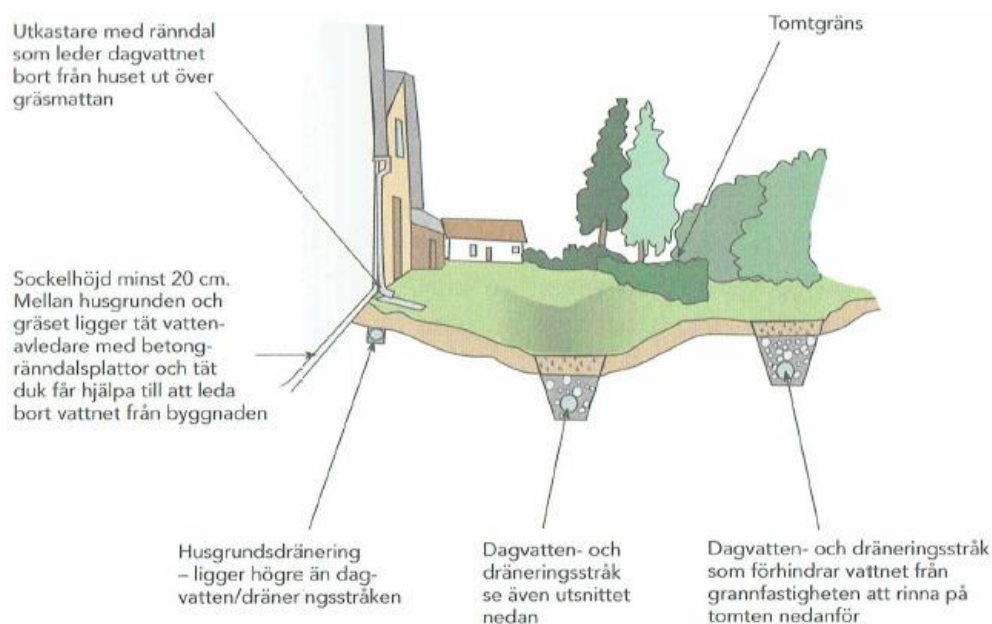 Utkastare med ränndal
som leder dagvattnet
bort från huset ut över
gräsmattan
Tomtgräns
Sockelhöjd minst 20 cm.
Mellan husgrunden och
gräset ligger tät vatten-
avledare med betong-
ränndalsplattor och tät
duk får hjälpa till att leda
bort vattnet från byggnaden
Husgrundsdränering
– ligger högre än dag-
vatten/dräner ngsstråken
Dagvatten- och
dräneringsstråk
se även utsnittet
nedan
Dagvatten- och dräneringsstråk
som förhindrar vattnet från
grannfastigheten att rinna på
tomten nedanför